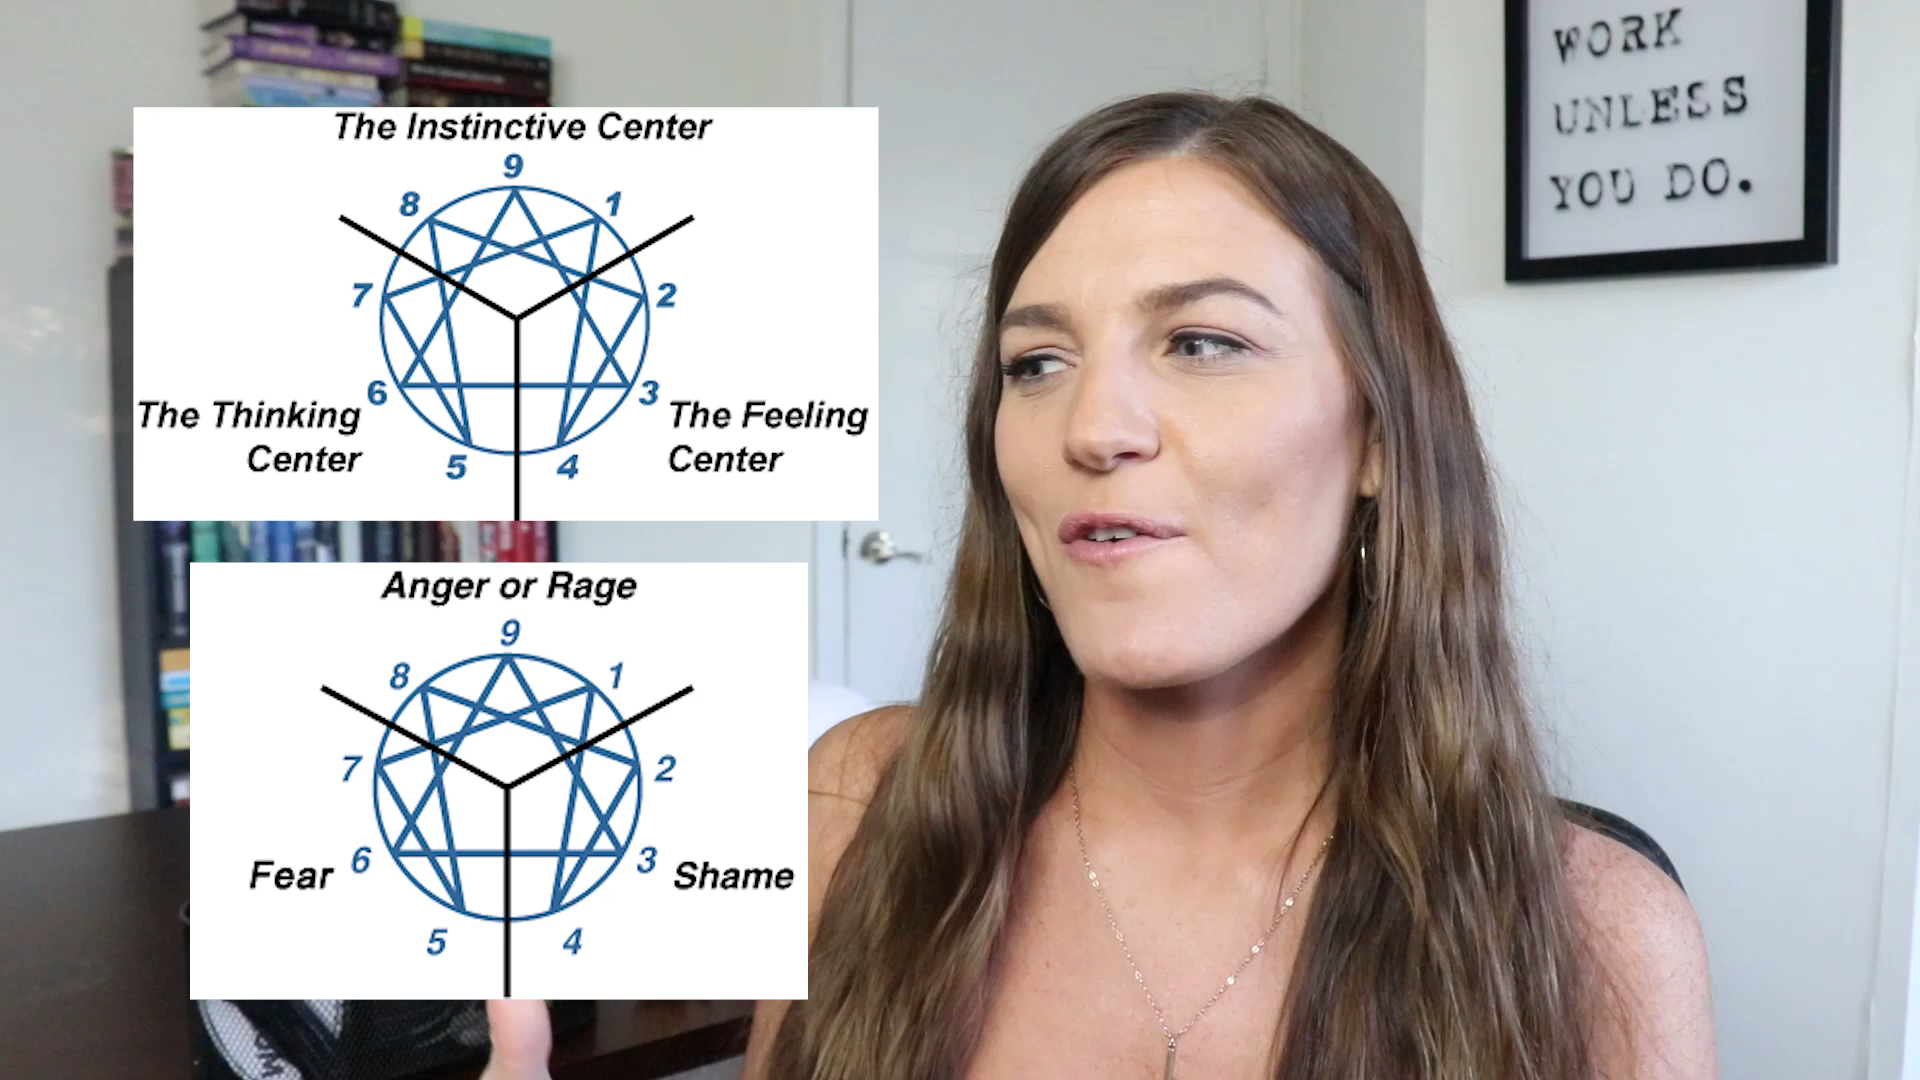 The Instinctive Center
9
8
1
7
2
6
3
The Thinking
Center
The Feeling
Center
5
4
Anger or Rage
9
8
1
7
2
Fear
6
3
Shame
5
4
WORK
UNLESS
YOU DO.